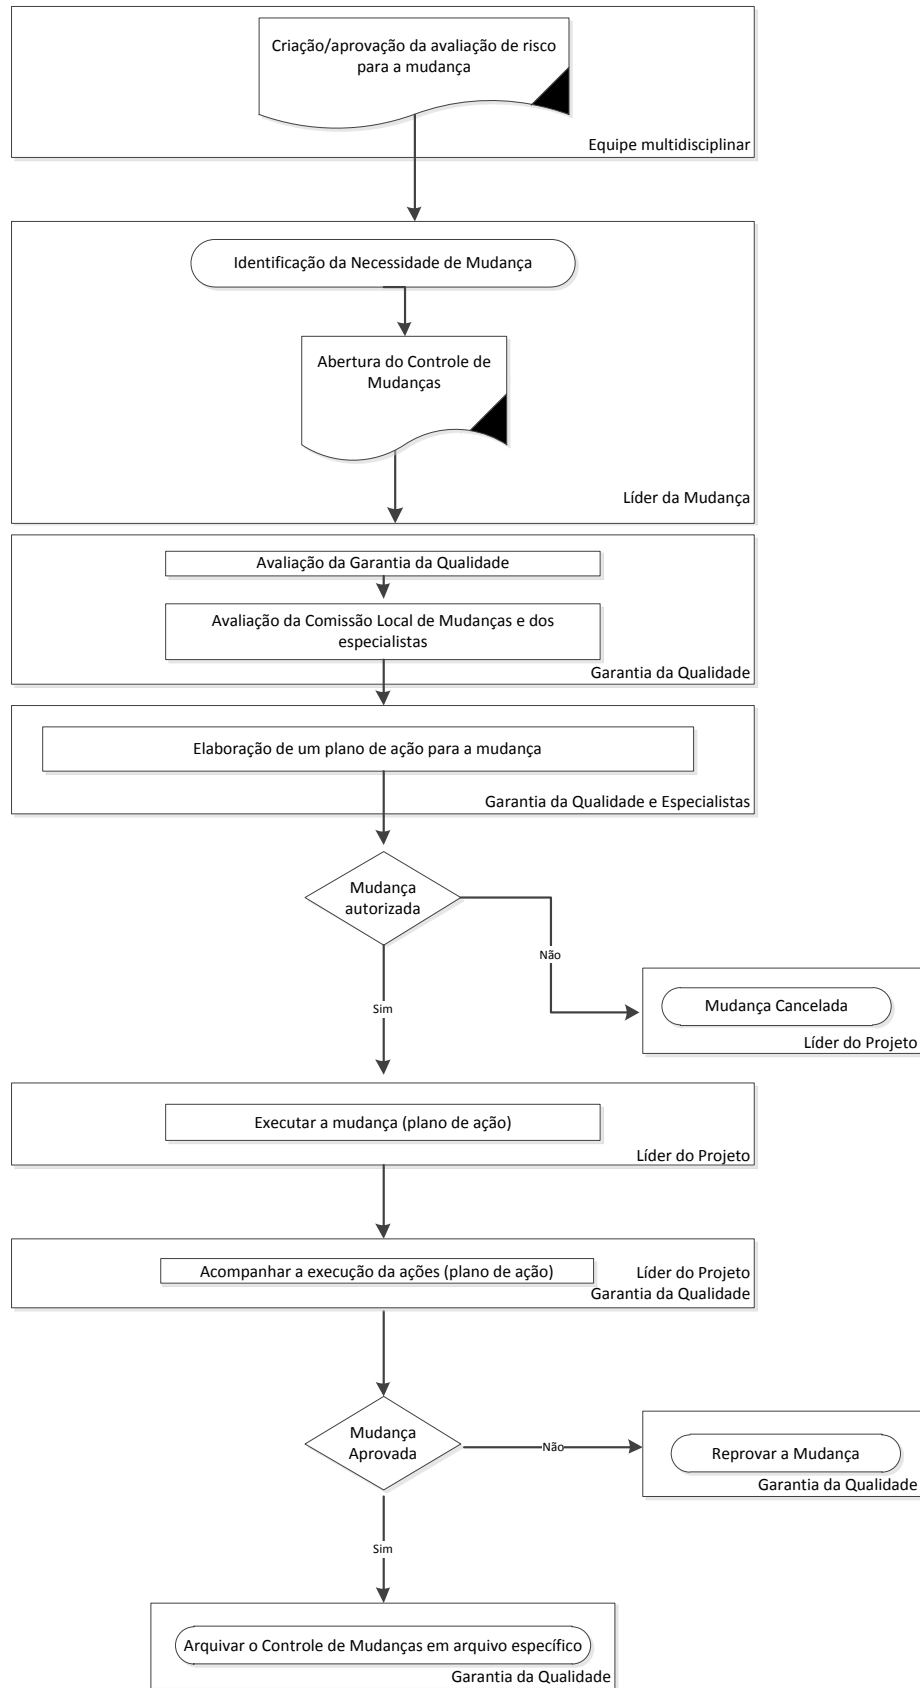 Criação/aprovação da avaliação de risco
para a mudança
Equipe multidisciplinar
Identificação da Necessidade de Mudança
Abertura do Controle de
Mudanças
Líder da Mudança
Avaliação da Garantia da Qualidade
Avaliação da Comissão Local de Mudanças e dos
especialistas
Garantia da Qualidade
Elaboração de um plano de ação para a mudança
Garantia da Qualidade e Especialistas
Mudança
autorizada
Não
Sim
Mudança Cancelada
Líder do Projeto
Executar a mudança (plano de ação)
Líder do Projeto
Acompanhar a execução da ações (plano de ação)
Líder do Projeto
Garantia da Qualidade
Mudança
Aprovada
Não
Reprovar a Mudança
Garantia da Qualidade
Sim
Arquivar o Controle de Mudanças em arquivo específico
Garantia da Qualidade